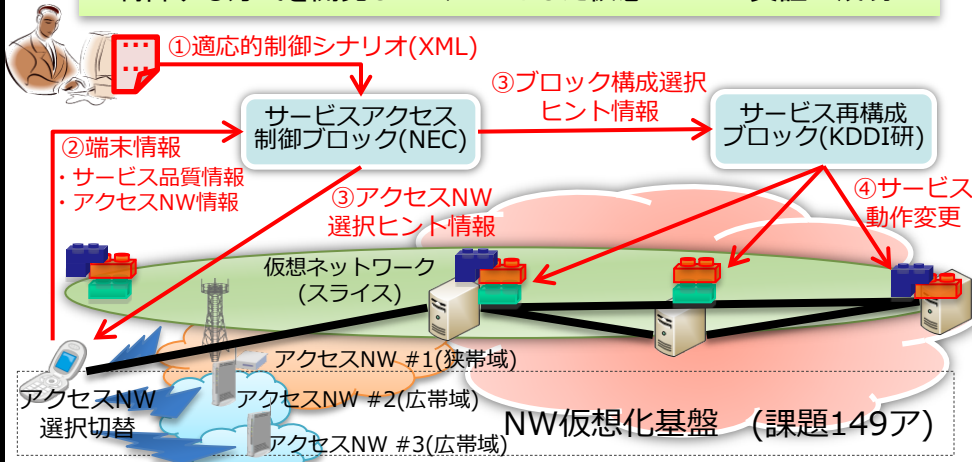 ①適応的制御シナリオ(XML)
サービスアクセス
制御ブロック(NEC)
③ブロック構成選択
ヒント情報
サービス再構成
ブロック(KDDI研)
②端末情報
・サービス品質情報
・アクセスNW情報
③アクセスNW
選択ヒント情報
④サービス
動作変更
仮想ネットワーク
(スライス)
アクセスNW #1(狭帯域)
アクセスNW
選択切替
アクセスNW #2(広帯域)
アクセスNW #3(広帯域)
NW仮想化基盤 (課題149ア)